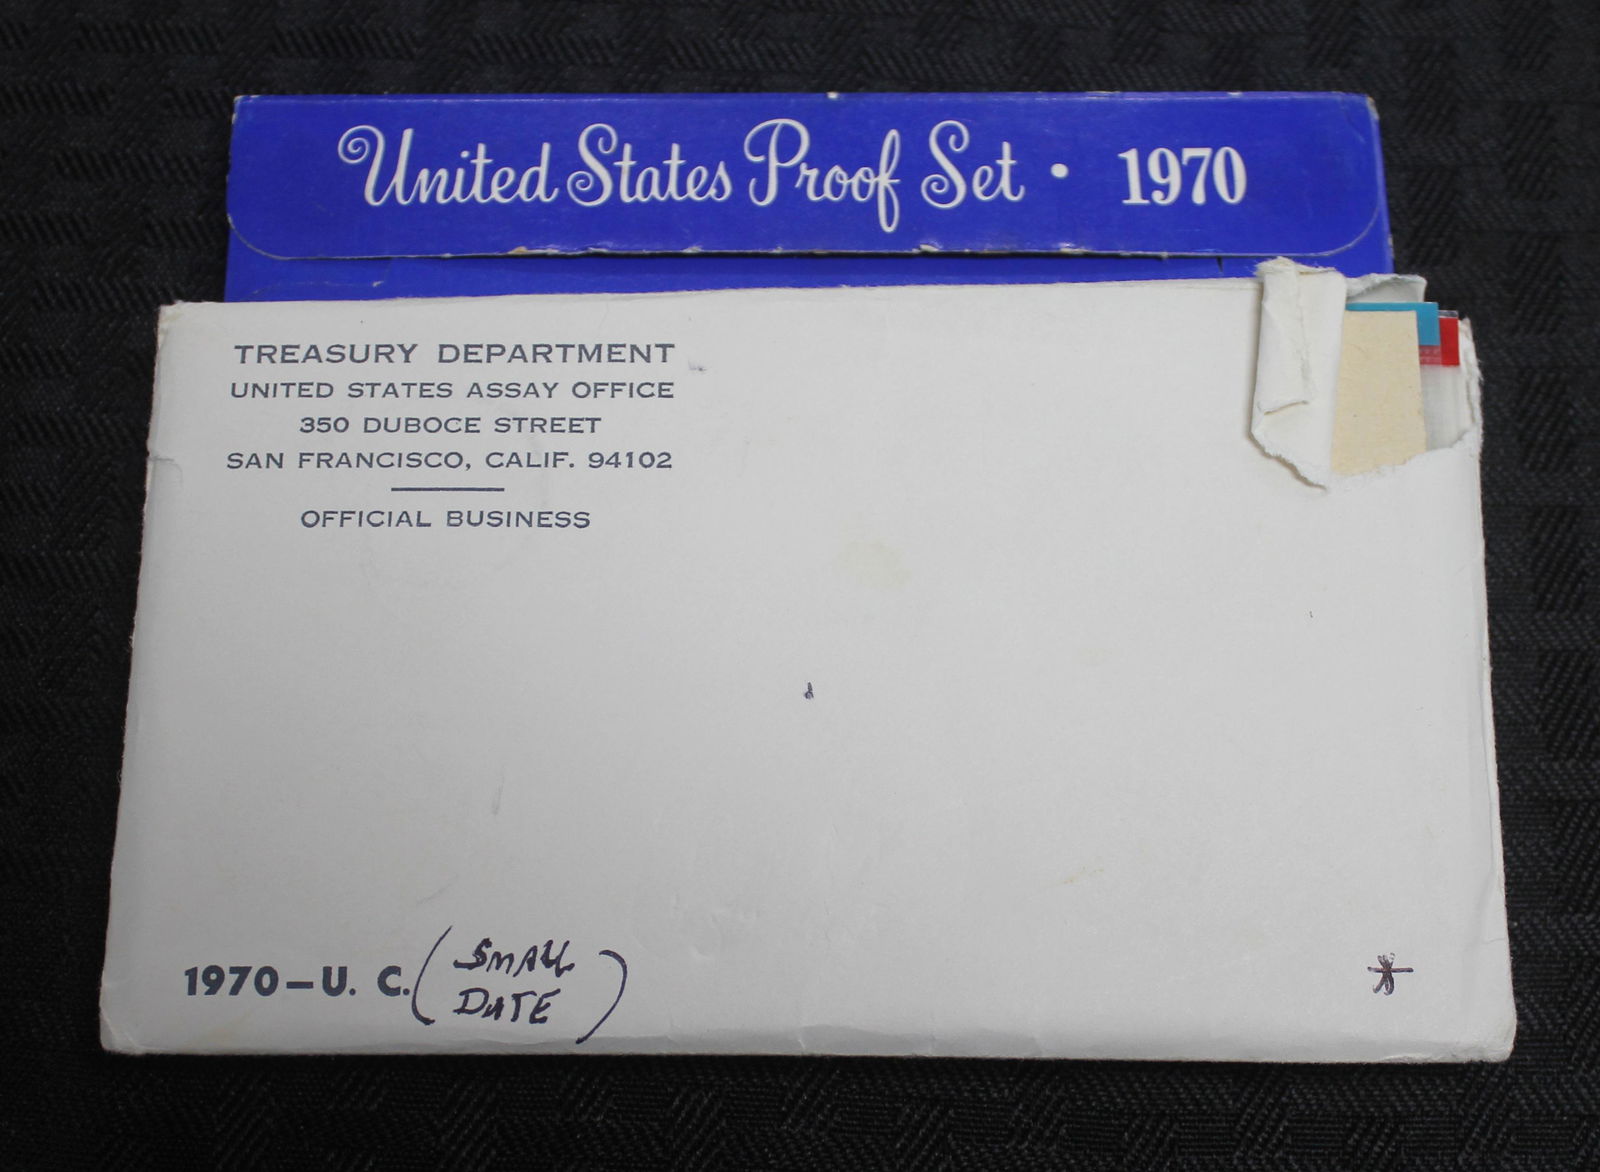 United States Proof Set • 1970
TREASURY DEPARTMENT
UNITED STATES ASSAY OFFICE
350 DUBOCE STREET
SAN FRANCISCO, CALIF. 94102
OFFICIAL BUSINESS
1970–U. C. (SMALL
DATE)
*